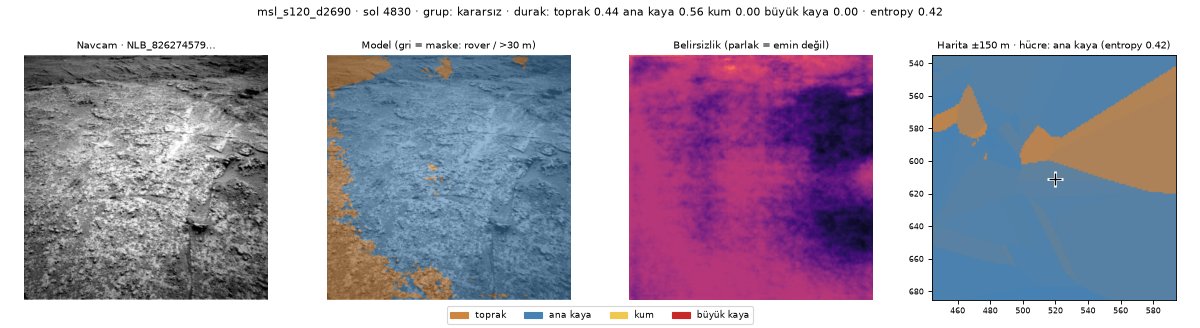 msl_s120_d2690 · sol 4830 · grup: kararsız · durak: toprak 0.44 ana kaya 0.56 kum 0.00 büyük kaya 0.00 · entropy 0.42
Navcam · NLB_826274579...
Model (gri = maske: rover / >30 m)
Belirsizlik (parlak = emin değil)
Harita ±150 m · hücre: ana kaya (entropy 0.42)
540
560
580
600
620
640
660
680
460 480 500 520 540 560 580
toprak ana kaya kum büyük kaya